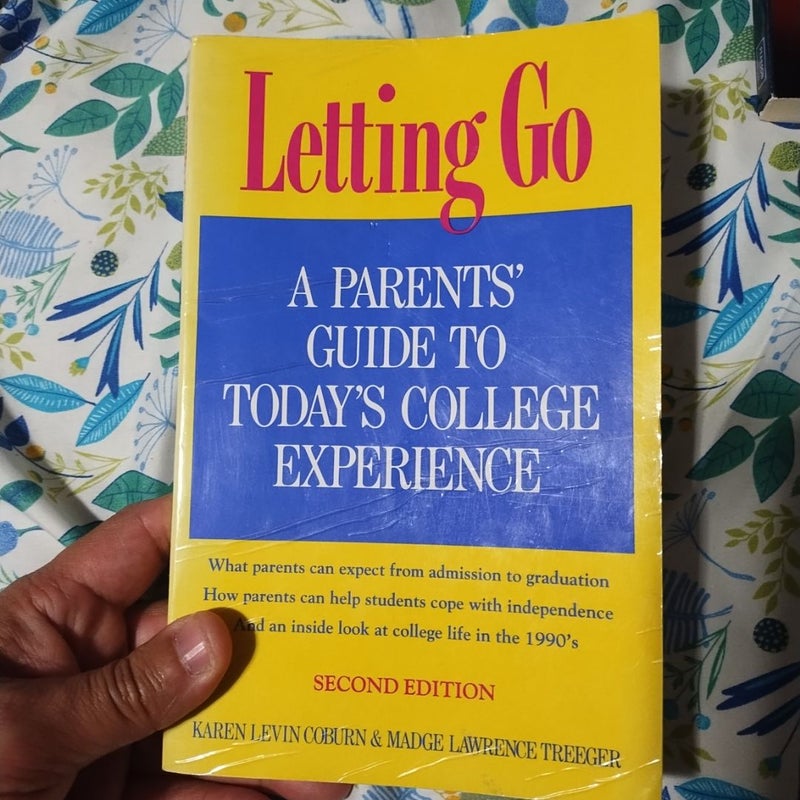 Letting Go
A PARENTS'
GUIDE TO
TODAY'S COLLEGE
EXPERIENCE
What parents can expect from admission to graduation
How parents can help students cope with independence
And an inside look at college life in the 1990's
SECOND EDITION
KAREN LEVIN COBURN & MADGE LAWRENCE TREEGER